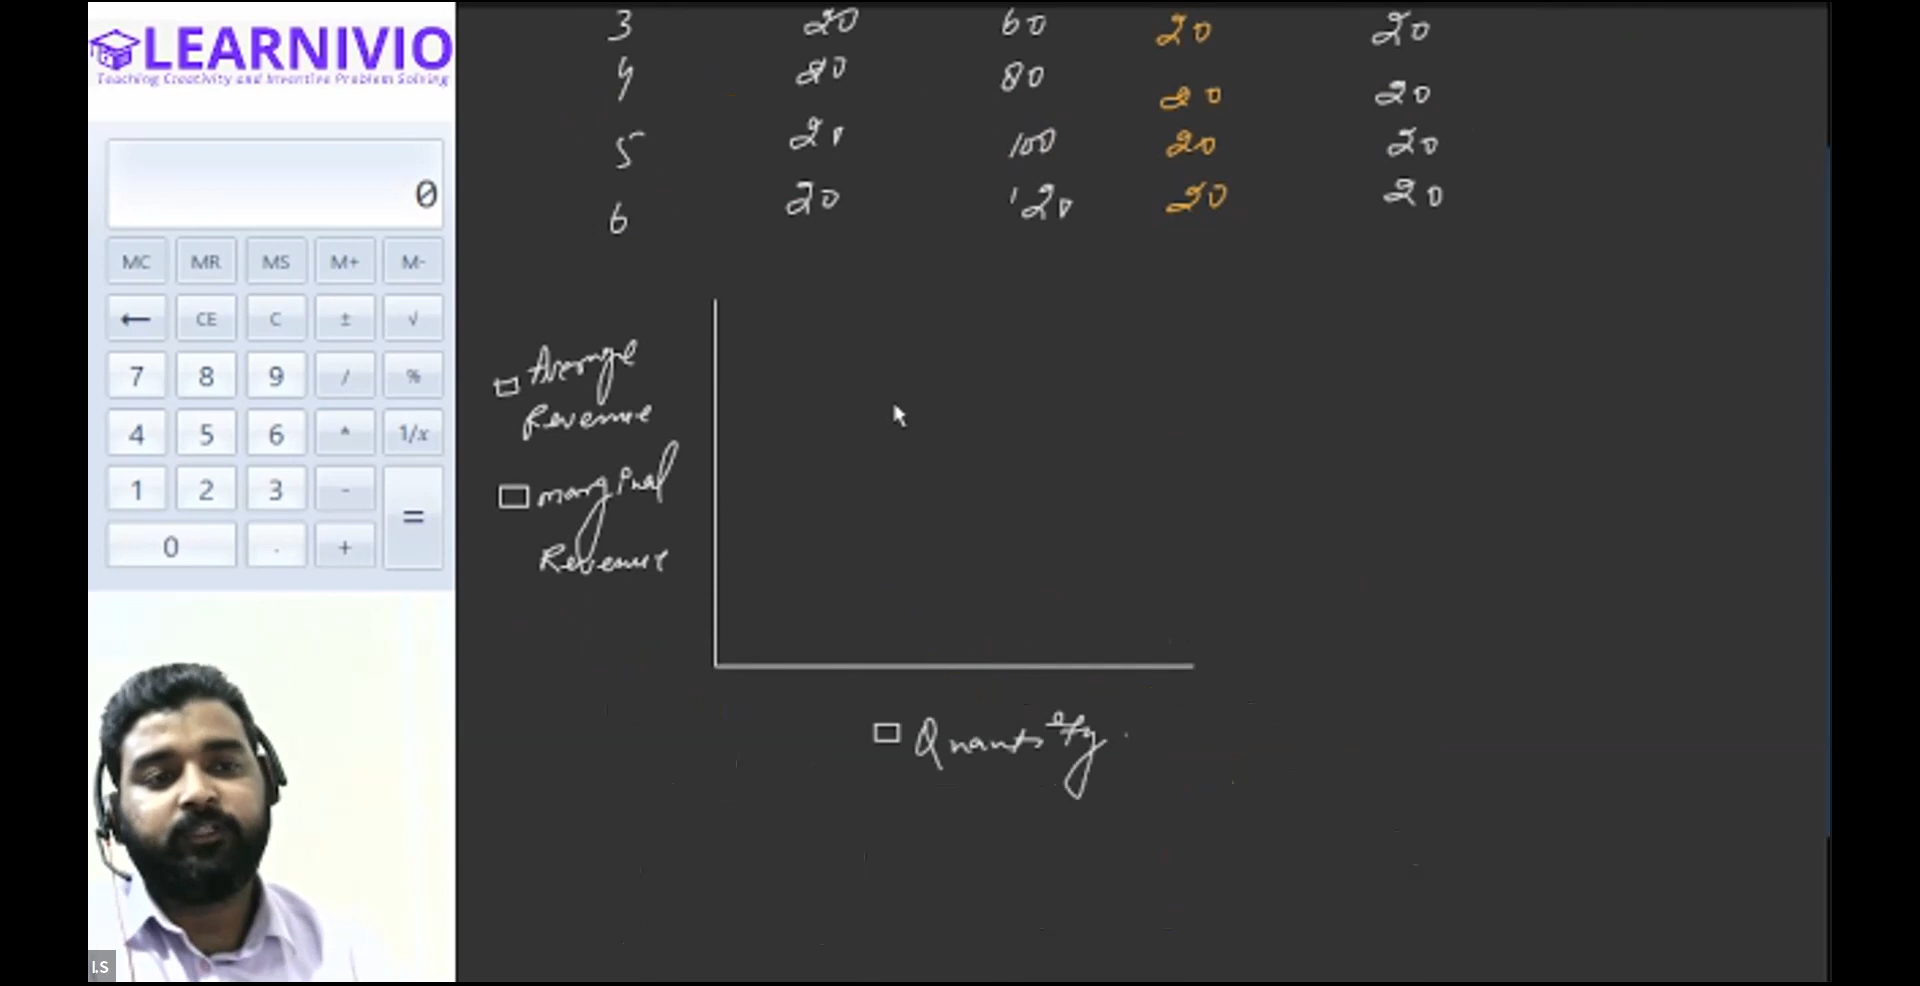 LEARNIVIO
Teaching Creativity and Inventive Problem Solving
0
MC MR MS M+ M-
← CE C ± √
7 8 9 / %
4 5 6 * 1/x
1 2 3 - =
0 . +
I.S
3 20 60 20 20
4 20 80 20 20
5 20 100 20 20
6 20 120 20 20
Average
Revenue
marginal
Revenue
Quantity